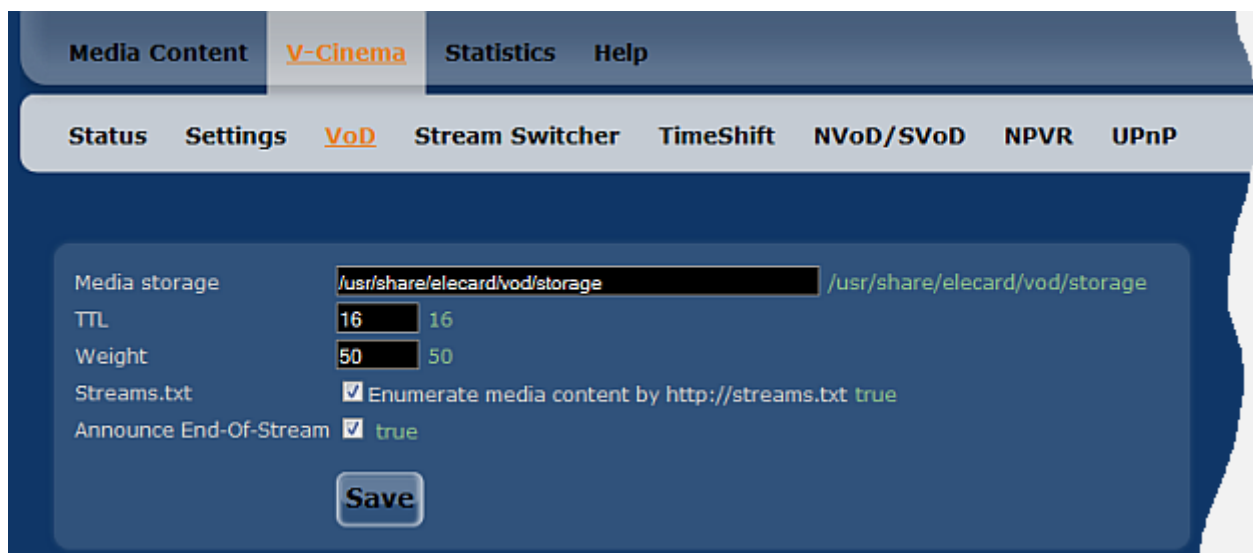 Media Content V-Cinema Statistics Help
Status Settings VoD Stream Switcher TimeShift NVoD/SVoD NPVR UPnP
Media storage /usr/share/elecard/vod/storage /usr/share/elecard/vod/storage
TTL 16 16
Weight 50 50
Streams.txt Enumerate media content by http://streams.txt true
Announce End-Of-Stream true
Save